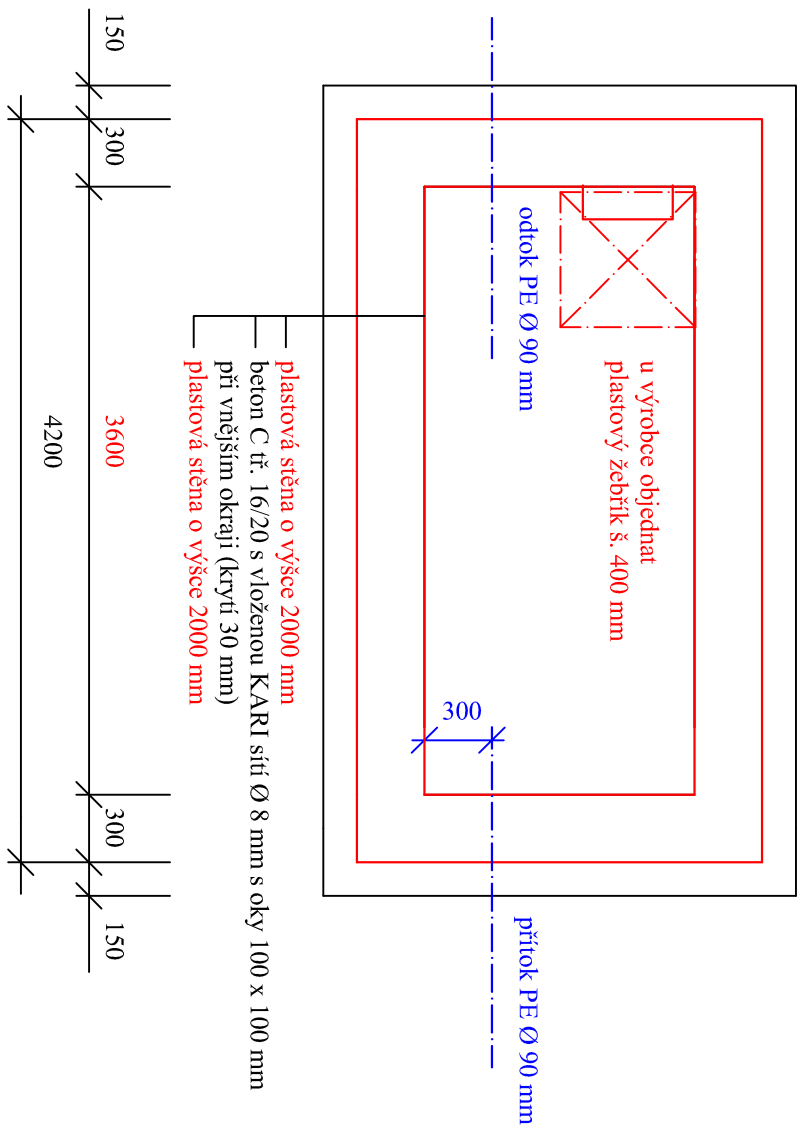 u výrobce objednat
plastový žebřík š. 400 mm
odtok PE Ø 90 mm
přítok PE Ø 90 mm
300
plastová stěna o výšce 2000 mm
beton C tř. 16/20 s vloženou KARI sítí Ø 8 mm s oky 100 x 100 mm
při vnějším okraji (krytí 30 mm)
plastová stěna o výšce 2000 mm
150
300
3600
300
150
4200